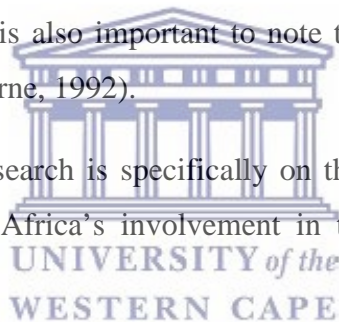 is also important to note t
rne, 1992).
search is specifically on th
Africa's involvement in t
UNIVERSITY of the
WESTERN CAPE